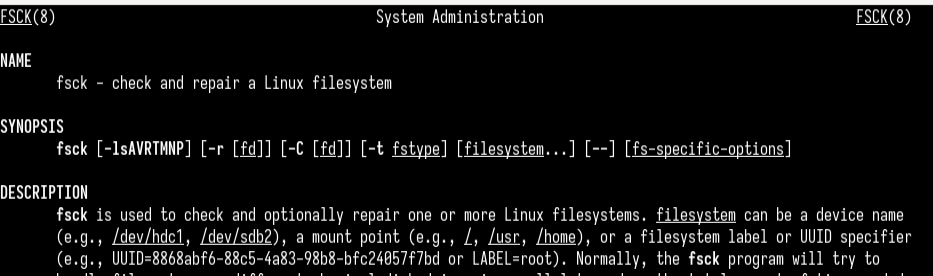 FSCK(8) System Administration FSCK(8)
NAME
fsck - check and repair a Linux filesystem
SYNOPSIS
fsck [-lsAVRTMNP] [-r [fd]] [-C [fd]] [-t fstype] [filesystem...] [--] [fs-specific-options]
DESCRIPTION
fsck is used to check and optionally repair one or more Linux filesystems. filesystem can be a device name
(e.g., /dev/hdc1, /dev/sdb2), a mount point (e.g., /, /usr, /home), or a filesystem label or UUID specifier
(e.g., UUID=8868abf6-88c5-4a83-98b8-bfc24057f7bd or LABEL=root). Normally, the fsck program will try to